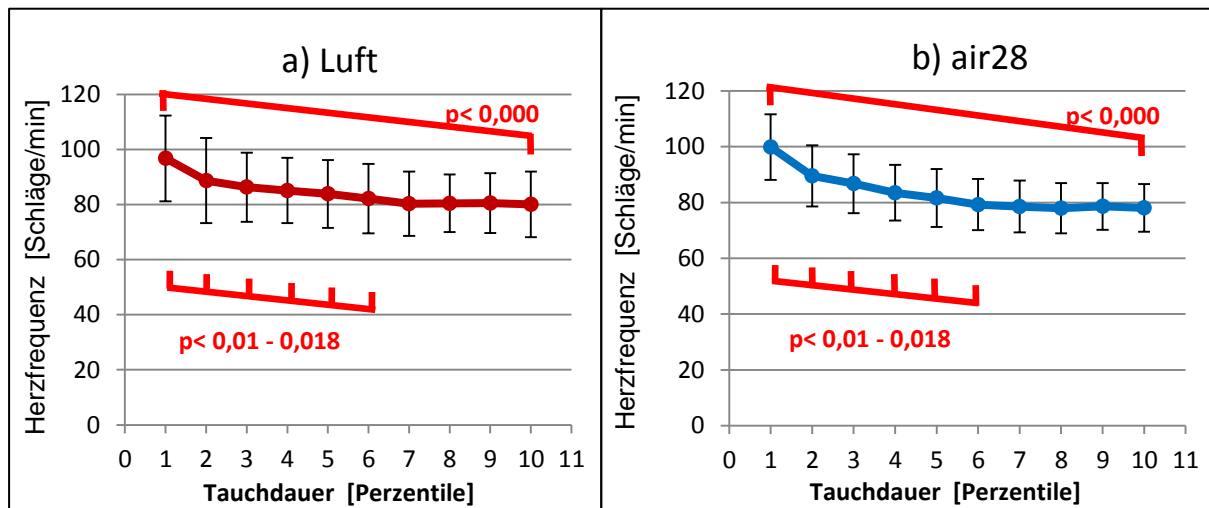 a) Luft
Herzfrequenz [Schläge/min]
120
100
80
60
40
20
0
p< 0,000
p< 0,01 - 0,018
0 1 2 3 4 5 6 7 8 9 10 11
Tauchdauer [Perzentile]
b) air28
Herzfrequenz [Schläge/min]
120
100
80
60
40
20
0
p< 0,000
p< 0,01 - 0,018
0 1 2 3 4 5 6 7 8 9 10 11
Tauchdauer [Perzentile]